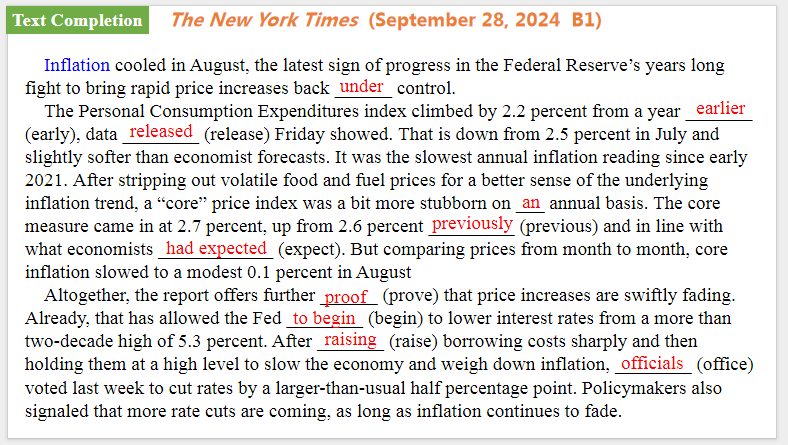 Text Completion The New York Times (September 28, 2024 B1)
Inflation cooled in August, the latest sign of progress in the Federal Reserve's years long
fight to bring rapid price increases back under control.
The Personal Consumption Expenditures index climbed by 2.2 percent from a year earlier
(early), data released (release) Friday showed. That is down from 2.5 percent in July and
slightly softer than economist forecasts. It was the slowest annual inflation reading since early
2021. After stripping out volatile food and fuel prices for a better sense of the underlying
inflation trend, a “core” price index was a bit more stubborn on an annual basis. The core
measure came in at 2.7 percent, up from 2.6 percent previously (previous) and in line with
what economists had expected (expect). But comparing prices from month to month, core
inflation slowed to a modest 0.1 percent in August
Altogether, the report offers further proof (prove) that price increases are swiftly fading.
Already, that has allowed the Fed to begin (begin) to lower interest rates from a more than
two-decade high of 5.3 percent. After raising (raise) borrowing costs sharply and then
holding them at a high level to slow the economy and weigh down inflation, officials (office)
voted last week to cut rates by a larger-than-usual half percentage point. Policymakers also
signaled that more rate cuts are coming, as long as inflation continues to fade.